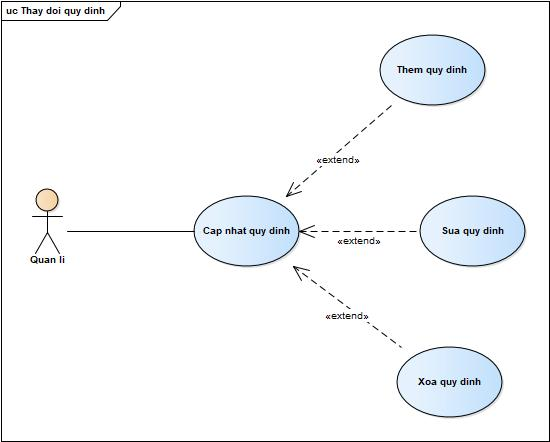 uc Thay doi quy dinh
Them quy dinh
«extend»
Cap nhat quy dinh
Sua quy dinh
«extend»
Quan li
«extend»
Xoa quy dinh